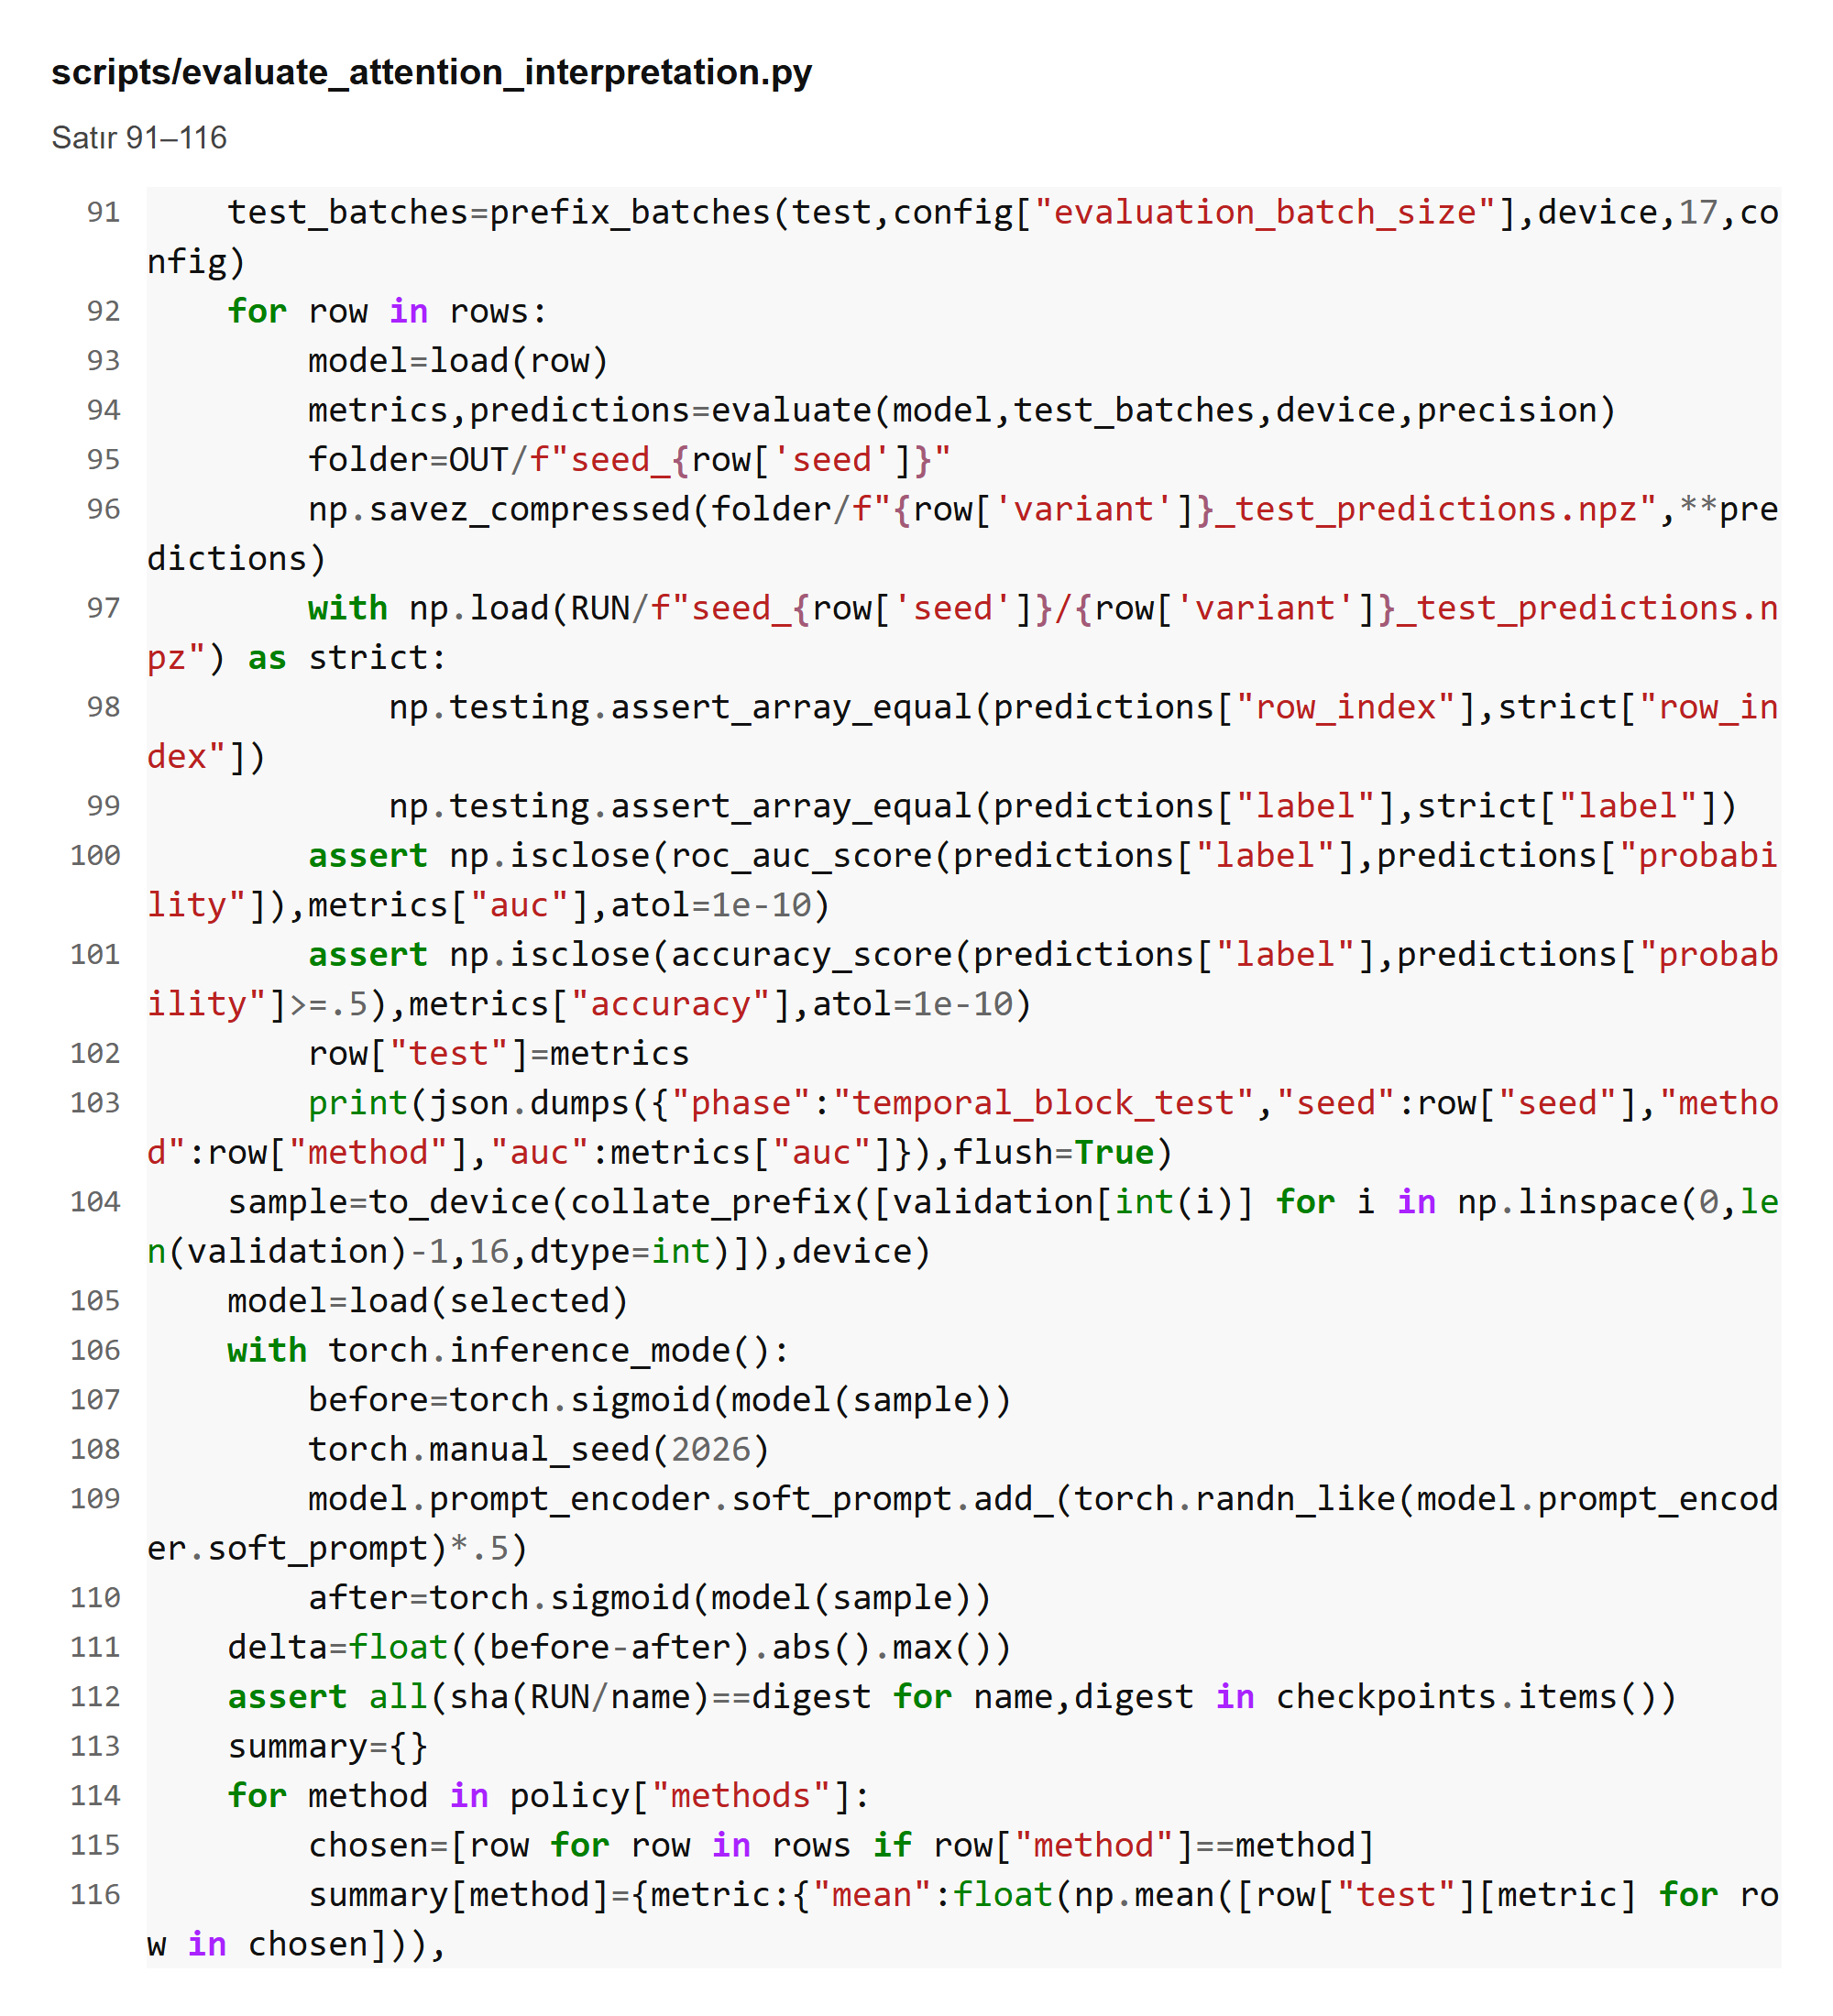 scripts/evaluate_attention_interpretation.py
Satır 91–116
91     test_batches=prefix_batches(test,config["evaluation_batch_size"],device,17,co
nfig)
92     for row in rows:
93         model=load(row)
94         metrics,predictions=evaluate(model,test_batches,device,precision)
95         folder=OUT/f"seed_{row['seed']}"
96         np.savez_compressed(folder/f"{row['variant']}_test_predictions.npz",**pre
dictions)
97         with np.load(RUN/f"seed_{row['seed']}/{row['variant']}_test_predictions.n
pz") as strict:
98             np.testing.assert_array_equal(predictions["row_index"],strict["row_in
dex"])
99             np.testing.assert_array_equal(predictions["label"],strict["label"])
100         assert np.isclose(roc_auc_score(predictions["label"],predictions["probabi
lity"]),metrics["auc"],atol=1e-10)
101         assert np.isclose(accuracy_score(predictions["label"],predictions["probab
ility"]>=.5),metrics["accuracy"],atol=1e-10)
102         row["test"]=metrics
103         print(json.dumps({"phase":"temporal_block_test","seed":row["seed"],"metho
d":row["method"],"auc":metrics["auc"]}),flush=True)
104     sample=to_device(collate_prefix([validation[int(i)] for i in np.linspace(0,le
n(validation)-1,16,dtype=int)]),device)
105     model=load(selected)
106     with torch.inference_mode():
107         before=torch.sigmoid(model(sample))
108         torch.manual_seed(2026)
109         model.prompt_encoder.soft_prompt.add_(torch.randn_like(model.prompt_encod
er.soft_prompt)*.5)
110         after=torch.sigmoid(model(sample))
111     delta=float((before-after).abs().max())
112     assert all(sha(RUN/name)==digest for name,digest in checkpoints.items())
113     summary={}
114     for method in policy["methods"]:
115         chosen=[row for row in rows if row["method"]==method]
116         summary[method]={metric:{"mean":float(np.mean([row["test"][metric] for ro
w in chosen])),